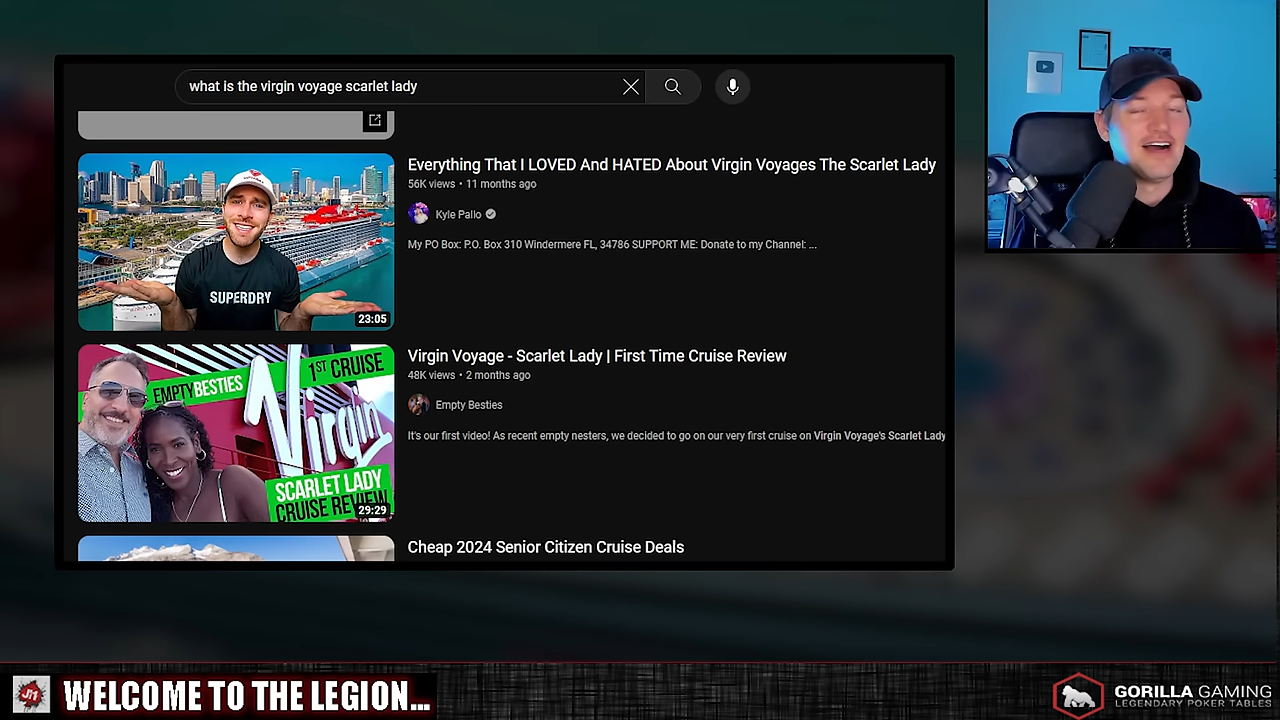 what is the virgin voyage scarlet lady
Everything That I LOVED And HATED About Virgin Voyages The Scarlet Lady
56K views • 11 months ago
Kyle Pallo
My PO Box: P.O. Box 310 Windermere FL, 34786 SUPPORT ME: Donate to my Channel: ...
SUPERDRY
23:05
Virgin Voyage - Scarlet Lady | First Time Cruise Review
48K views • 2 months ago
Empty Besties
It's our first video! As recent empty nesters, we decided to go on our very first cruise on Virgin Voyage's Scarlet Lady
EMPTYBESTIES
1ST CRUISE
Virgin
SCARLET LADY
CRUISE REVIEW
29:29
Cheap 2024 Senior Citizen Cruise Deals
WELCOME TO THE LEGION...
GORILLA GAMING
LEGENDARY POKER TABLES